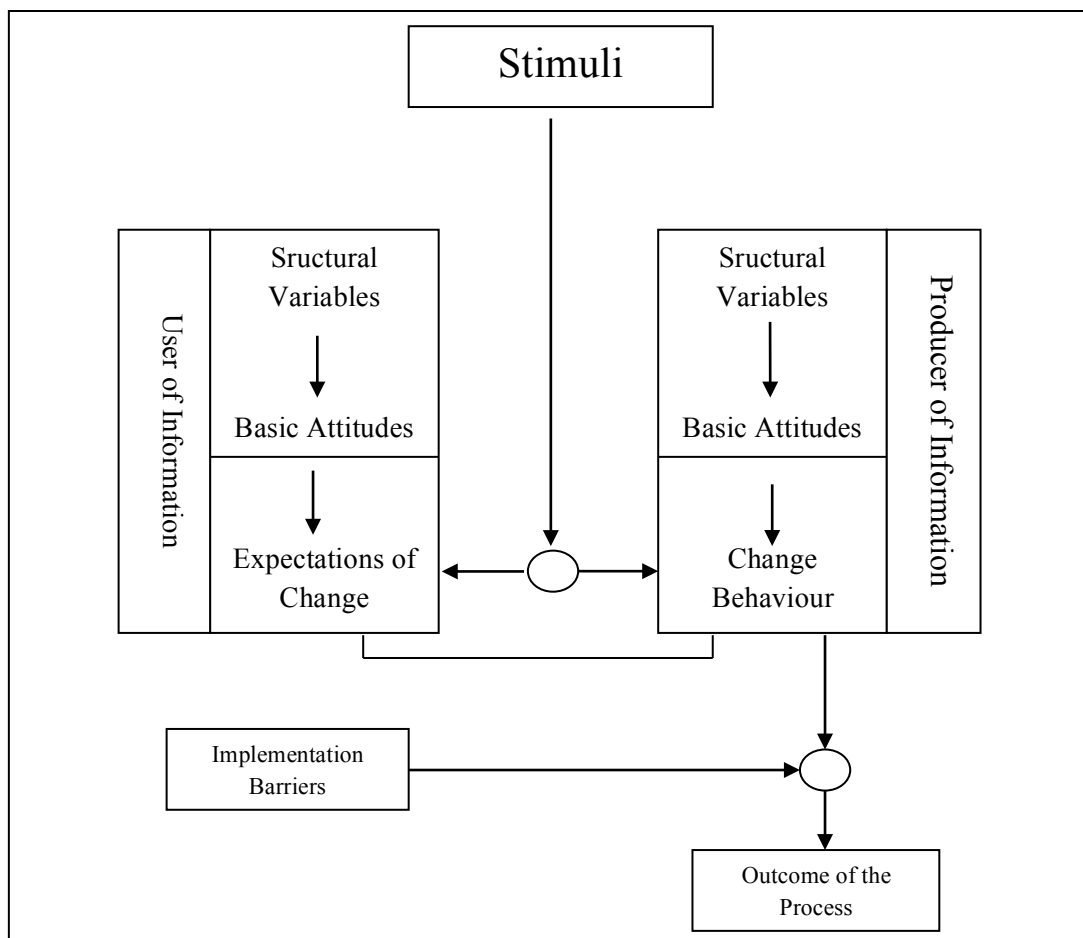 Stimuli
User of Information
Sructural
Variables
Basic Attitudes
Expectations of
Change
Sructural
Variables
Basic Attitudes
Change
Behaviour
Producer of Information
Implementation
Barriers
Outcome of the
Process